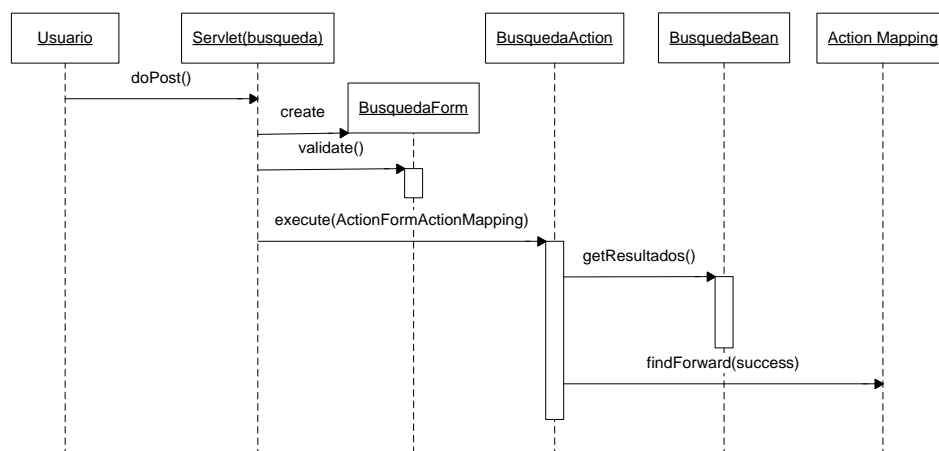 Usuario
Servlet(busqueda)
BusquedaAction
BusquedaBean
Action Mapping
doPost()
BusquedaForm
create
validate()
execute(ActionFormActionMapping)
getResultados()
findForward(success)